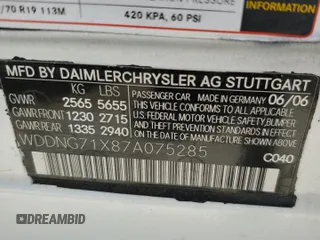 /70 R19 113M
420 KPA, 60 PSI
INFORMATION
MFD BY DAIMLERCHRYSLER AG STUTTGART
KG LBS
GVWR 2565 5655
GAWR FRONT 1230 2715
GAWR REAR 1335 2940
PASSENGER CAR MADE IN GERMANY 06/06
THIS VEHICLE CONFORMS TO ALL APPLICABLE
U.S. FEDERAL MOTOR VEHICLE SAFETY,
BUMPER, AND THEFT PREVENTION STANDARDS
IN EFFECT ON THE DATE OF
MANUFACTURE SHOWN ABOVE.
WDDNG71X87A075285
C040
WWW.BIDINFO.COM